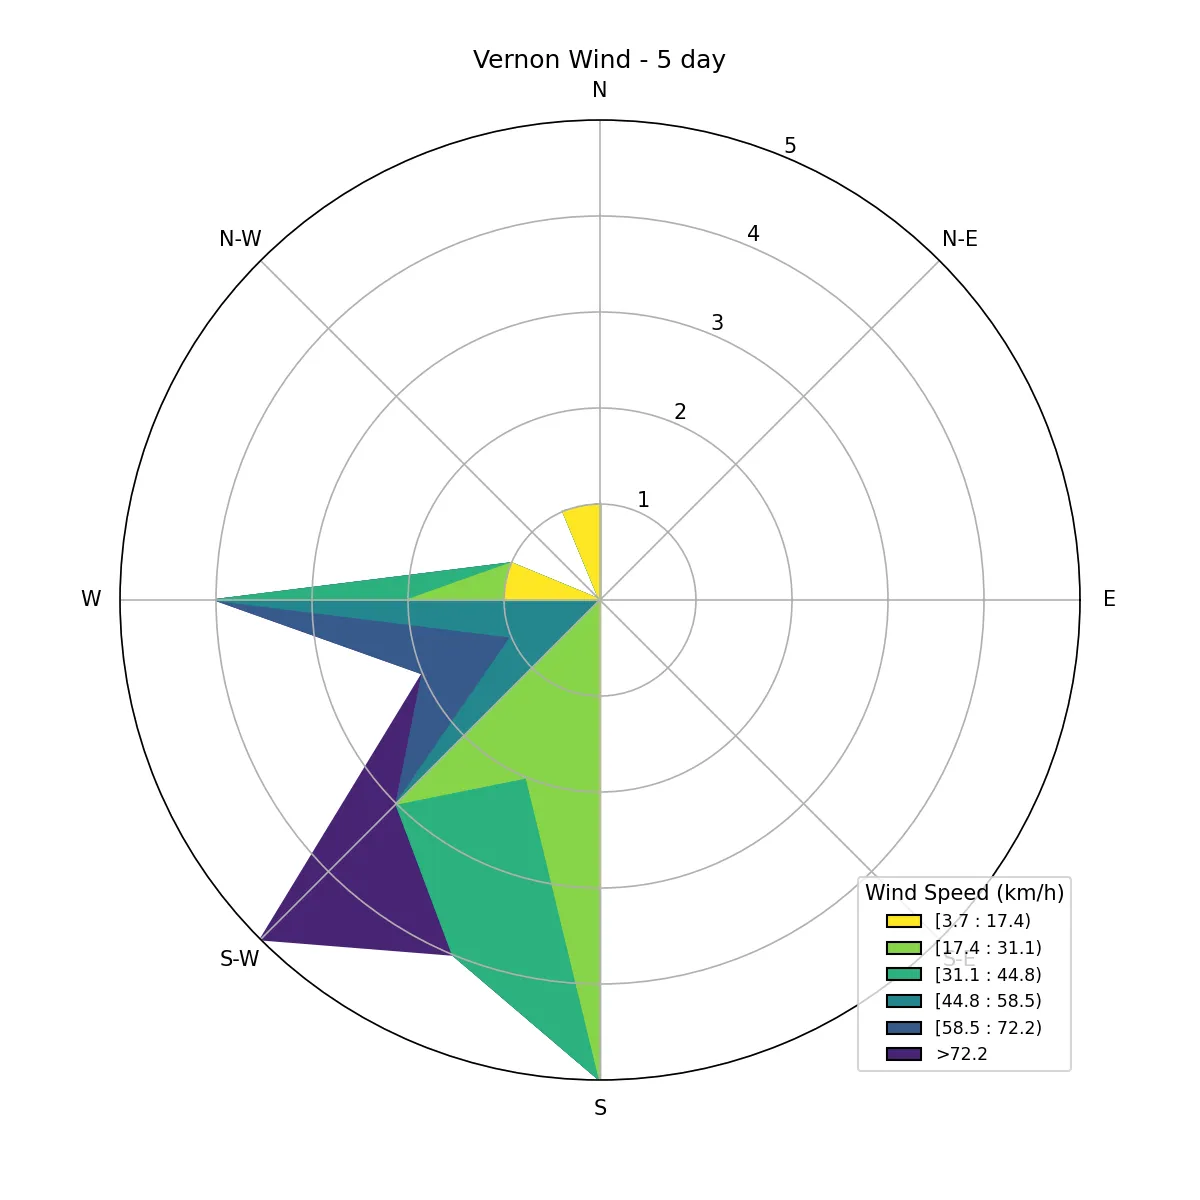 Vernon Wind - 5 day
N
5
N-W
N-E
4
3
2
1
W
E
S-W
S-E
S
Wind Speed (km/h)
[3.7 : 17.4)
[17.4 : 31.1)
[31.1 : 44.8)
[44.8 : 58.5)
[58.5 : 72.2)
>72.2